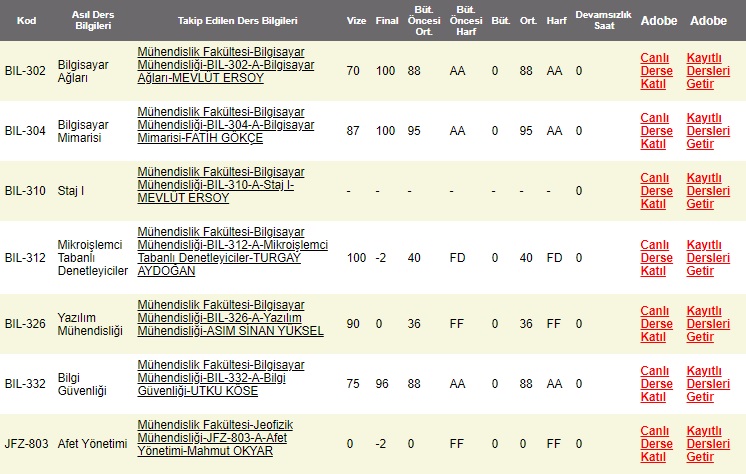 Kod Asıl Ders Bilgileri Takip Edilen Ders Bilgileri Vize Final Büt. Öncesi Ort. Büt. Öncesi Harf Büt. Ort. Harf Devamsızlık Saat Adobe Adobe
BIL-302 Bilgisayar Ağları Mühendislik Fakültesi-Bilgisayar Mühendisliği-BIL-302-A-Bilgisayar Ağları-MEVLÜT ERSOY 70 100 88 AA 0 88 AA 0 Canlı Derse Katıl Kayıtlı Dersleri Getir
BIL-304 Bilgisayar Mimarisi Mühendislik Fakültesi-Bilgisayar Mühendisliği-BIL-304-A-Bilgisayar Mimarisi-FATİH GÖKÇE 87 100 95 AA 0 95 AA 0 Canlı Derse Katıl Kayıtlı Dersleri Getir
BIL-310 Staj I Mühendislik Fakültesi-Bilgisayar Mühendisliği-BIL-310-A-Staj I-MEVLÜT ERSOY - - - - - - - 0 Canlı Derse Katıl Kayıtlı Dersleri Getir
BIL-312 Mikroişlemci Tabanlı Denetleyiciler Mühendislik Fakültesi-Bilgisayar Mühendisliği-BIL-312-A-Mikroişlemci Tabanlı Denetleyiciler-TURGAY AYDOĞAN 100 -2 40 FD 0 40 FD 0 Canlı Derse Katıl Kayıtlı Dersleri Getir
BIL-326 Yazılım Mühendisliği Mühendislik Fakültesi-Bilgisayar Mühendisliği-BIL-326-A-Yazılım Mühendisliği-ASIM SİNAN YÜKSEL 90 0 36 FF 0 36 FF 0 Canlı Derse Katıl Kayıtlı Dersleri Getir
BIL-332 Bilgi Güvenliği Mühendislik Fakültesi-Bilgisayar Mühendisliği-BIL-332-A-Bilgi Güvenliği-UTKU KÖSE 75 96 88 AA 0 88 AA 0 Canlı Derse Katıl Kayıtlı Dersleri Getir
JFZ-803 Afet Yönetimi Mühendislik Fakültesi-Jeofizik Mühendisliği-JFZ-803-A-Afet Yönetimi-Mahmut OKYAR 0 -2 0 FF 0 0 FF 0 Canlı Derse Katıl Kayıtlı Dersleri Getir